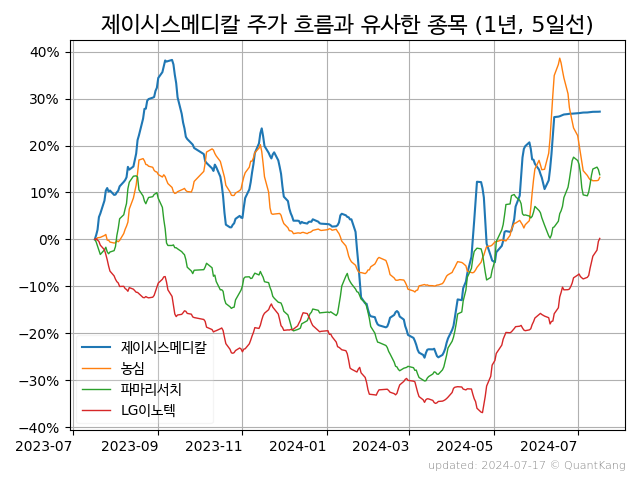 제이시스메디칼 주가 흐름과 유사한 종목 (1년, 5일선)
40%
30%
20%
10%
0%
−10%
−20%
−30%
−40%
제이시스메디칼
농심
파마리서치
LG이노텍
2023-07 2023-09 2023-11 2024-01 2024-03 2024-05 2024-07
updated: 2024-07-17 © QuantKang